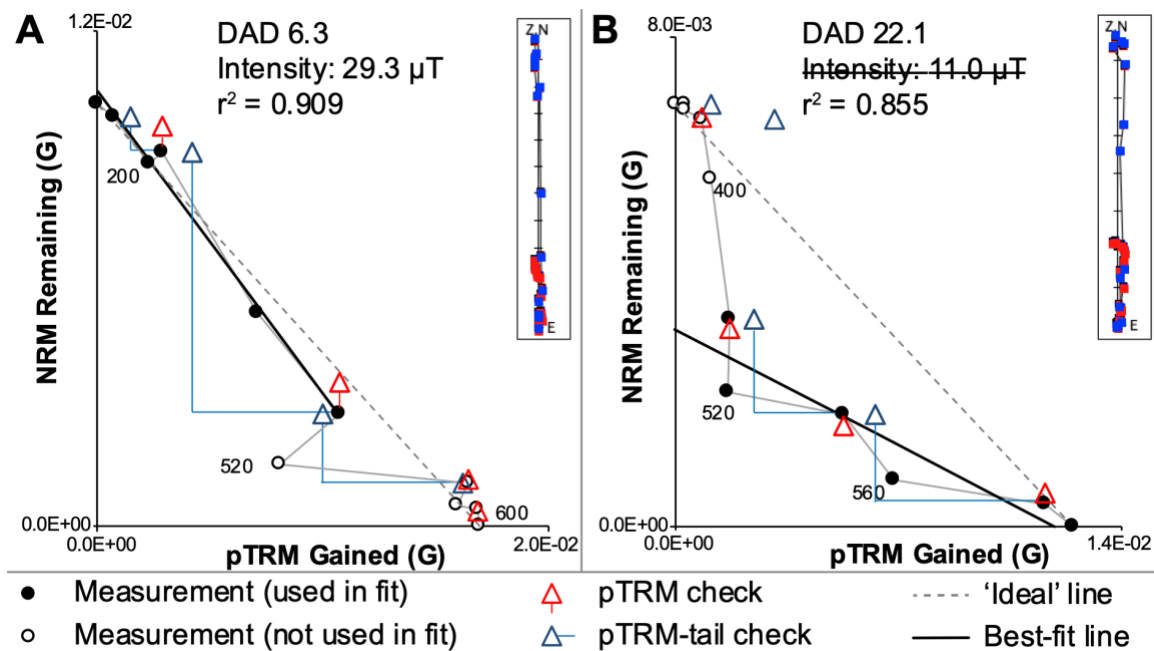 A
1.2E-02
DAD 6.3
Intensity: 29.3 µT
r² = 0.909
Z, N
E
200
520
600
NRM Remaining (G)
0.0E+00
0.0E+00
pTRM Gained (G)
2.0E-02
B
8.0E-03
DAD 22.1
Intensity: 11.0 µT
r² = 0.855
Z, N
E
400
520
560
NRM Remaining (G)
0.0E+00
0.0E+00
pTRM Gained (G)
1.4E-02
Measurement (used in fit)
pTRM check
‘Ideal’ line
Measurement (not used in fit)
pTRM-tail check
Best-fit line